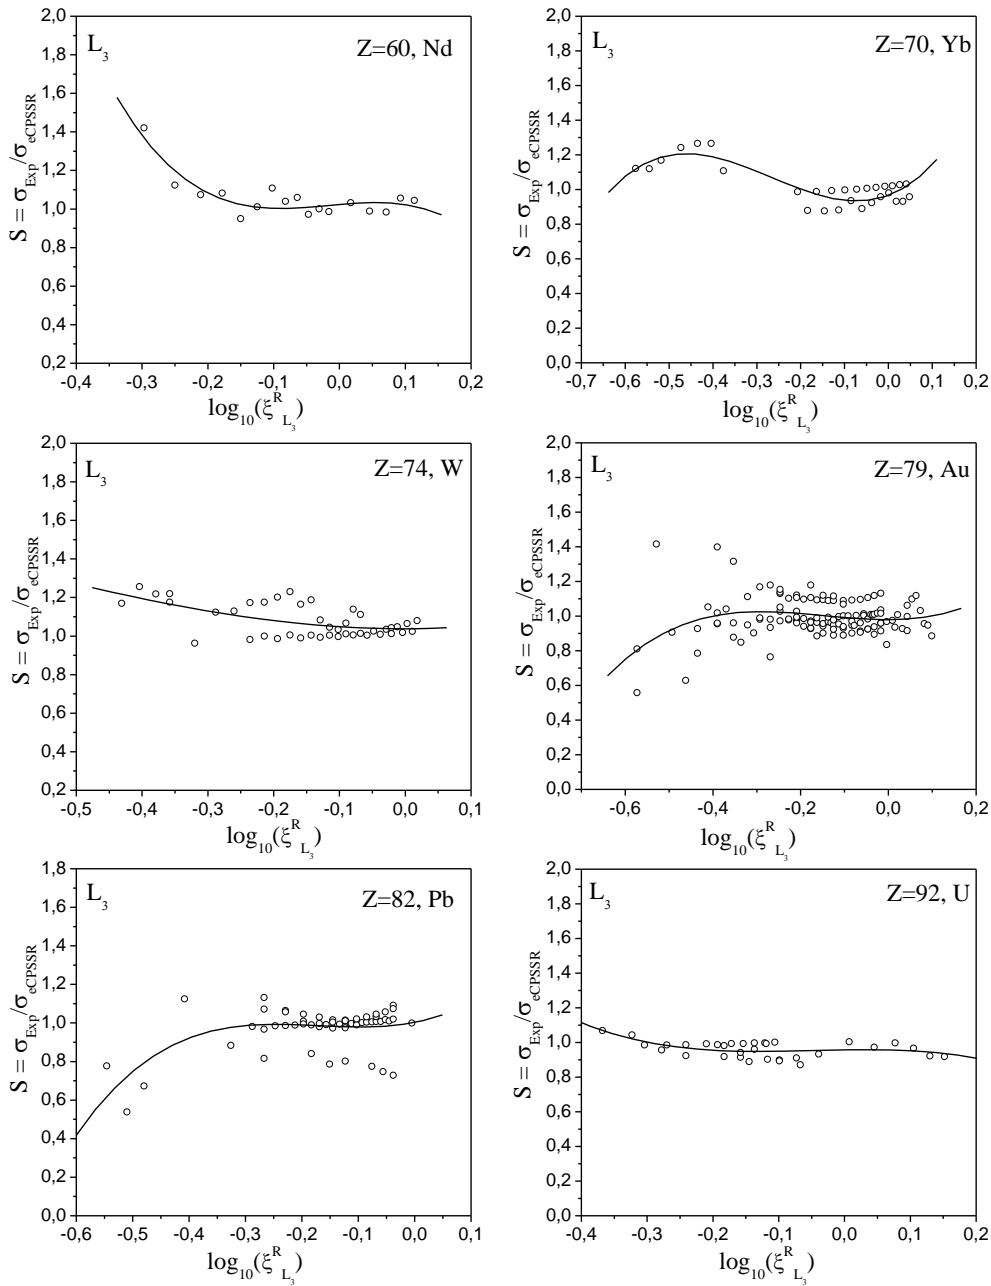 L3
Z=60, Nd
2,0
1,8
1,6
1,4
1,2
1,0
0,8
0,6
0,4
0,2
-0,4 -0,3 -0,2 -0,1 0,0 0,1 0,2
S = σExp/σeCPSSR
log10(ξR L3)
L3
Z=70, Yb
2,0
1,8
1,6
1,4
1,2
1,0
0,8
0,6
0,4
0,2
0,0
-0,7 -0,6 -0,5 -0,4 -0,3 -0,2 -0,1 0,0 0,1 0,2
S = σExp/σeCPSSR
log10(ξR L3)
L3
Z=74, W
2,0
1,8
1,6
1,4
1,2
1,0
0,8
0,6
0,4
0,2
-0,5 -0,4 -0,3 -0,2 -0,1 0,0 0,1
S = σExp/σeCPSSR
log10(ξR L3)
L3
Z=79, Au
2,0
1,8
1,6
1,4
1,2
1,0
0,8
0,6
0,4
0,2
0,0
-0,6 -0,4 -0,2 0,0 0,2
S = σExp/σeCPSSR
log10(ξR L3)
L3
Z=82, Pb
1,8
1,6
1,4
1,2
1,0
0,8
0,6
0,4
0,2
0,0
-0,6 -0,5 -0,4 -0,3 -0,2 -0,1 0,0 0,1
S = σExp/σeCPSSR
log10(ξR L3)
L3
Z=92, U
2,0
1,8
1,6
1,4
1,2
1,0
0,8
0,6
0,4
0,2
0,0
-0,4 -0,3 -0,2 -0,1 0,0 0,1 0,2
S = σExp/σeCPSSR
log10(ξR L3)